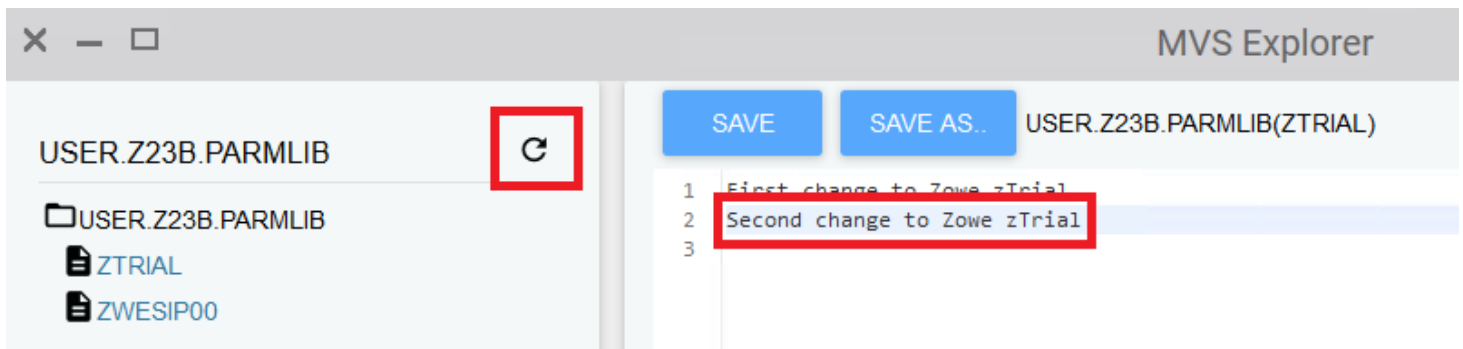 MVS Explorer
USER.Z23B.PARMLIB
USER.Z23B.PARMLIB
ZTRIAL
ZWESIP00
SAVE
SAVE AS..
USER.Z23B.PARMLIB(ZTRIAL)
1 First change to Zowe zTrial
2 Second change to Zowe zTrial
3